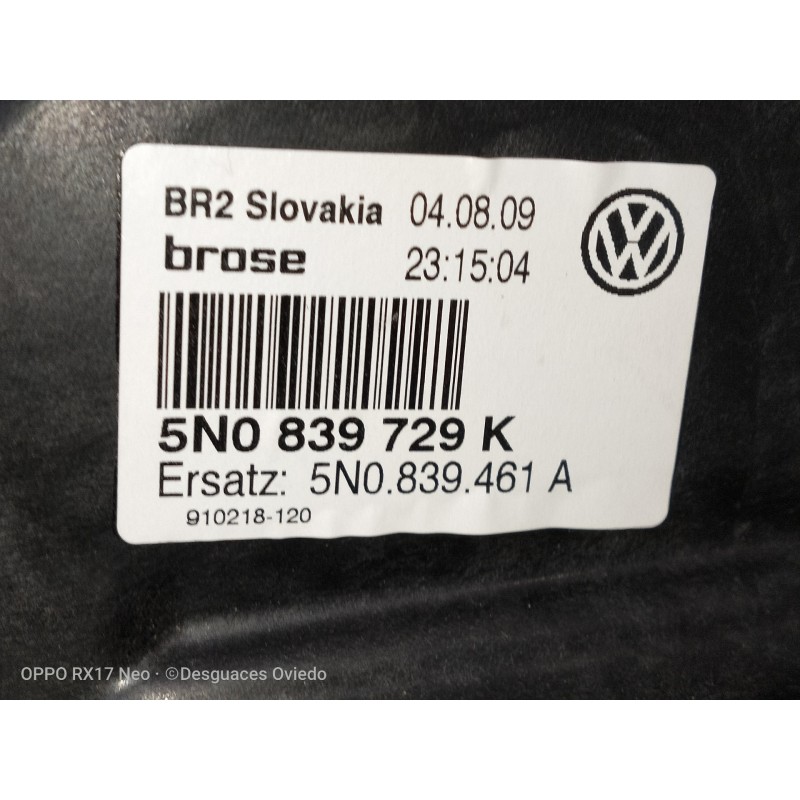 BR2 Slovakia 04.08.09
brose 23:15:04
5N0 839 729 K
Ersatz: 5N0.839.461 A
910218-120
OPPO RX17 Neo · ©Desguaces Oviedo